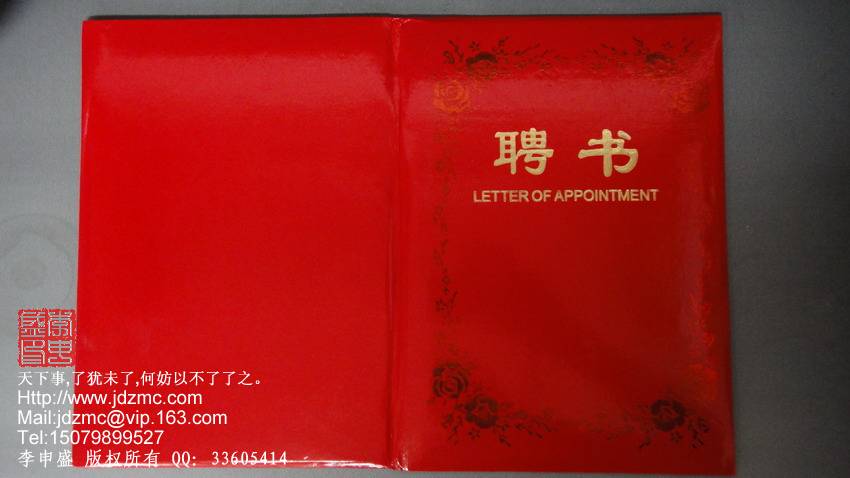 聘书
LETTER OF APPOINTMENT
天下事,了犹未了,何妨以不了了之。
Http://www.jdzmc.com
Mail:jdzmc@vip.163.com
Tel:15079899527
李申盛 版权所有 QQ: 33605414